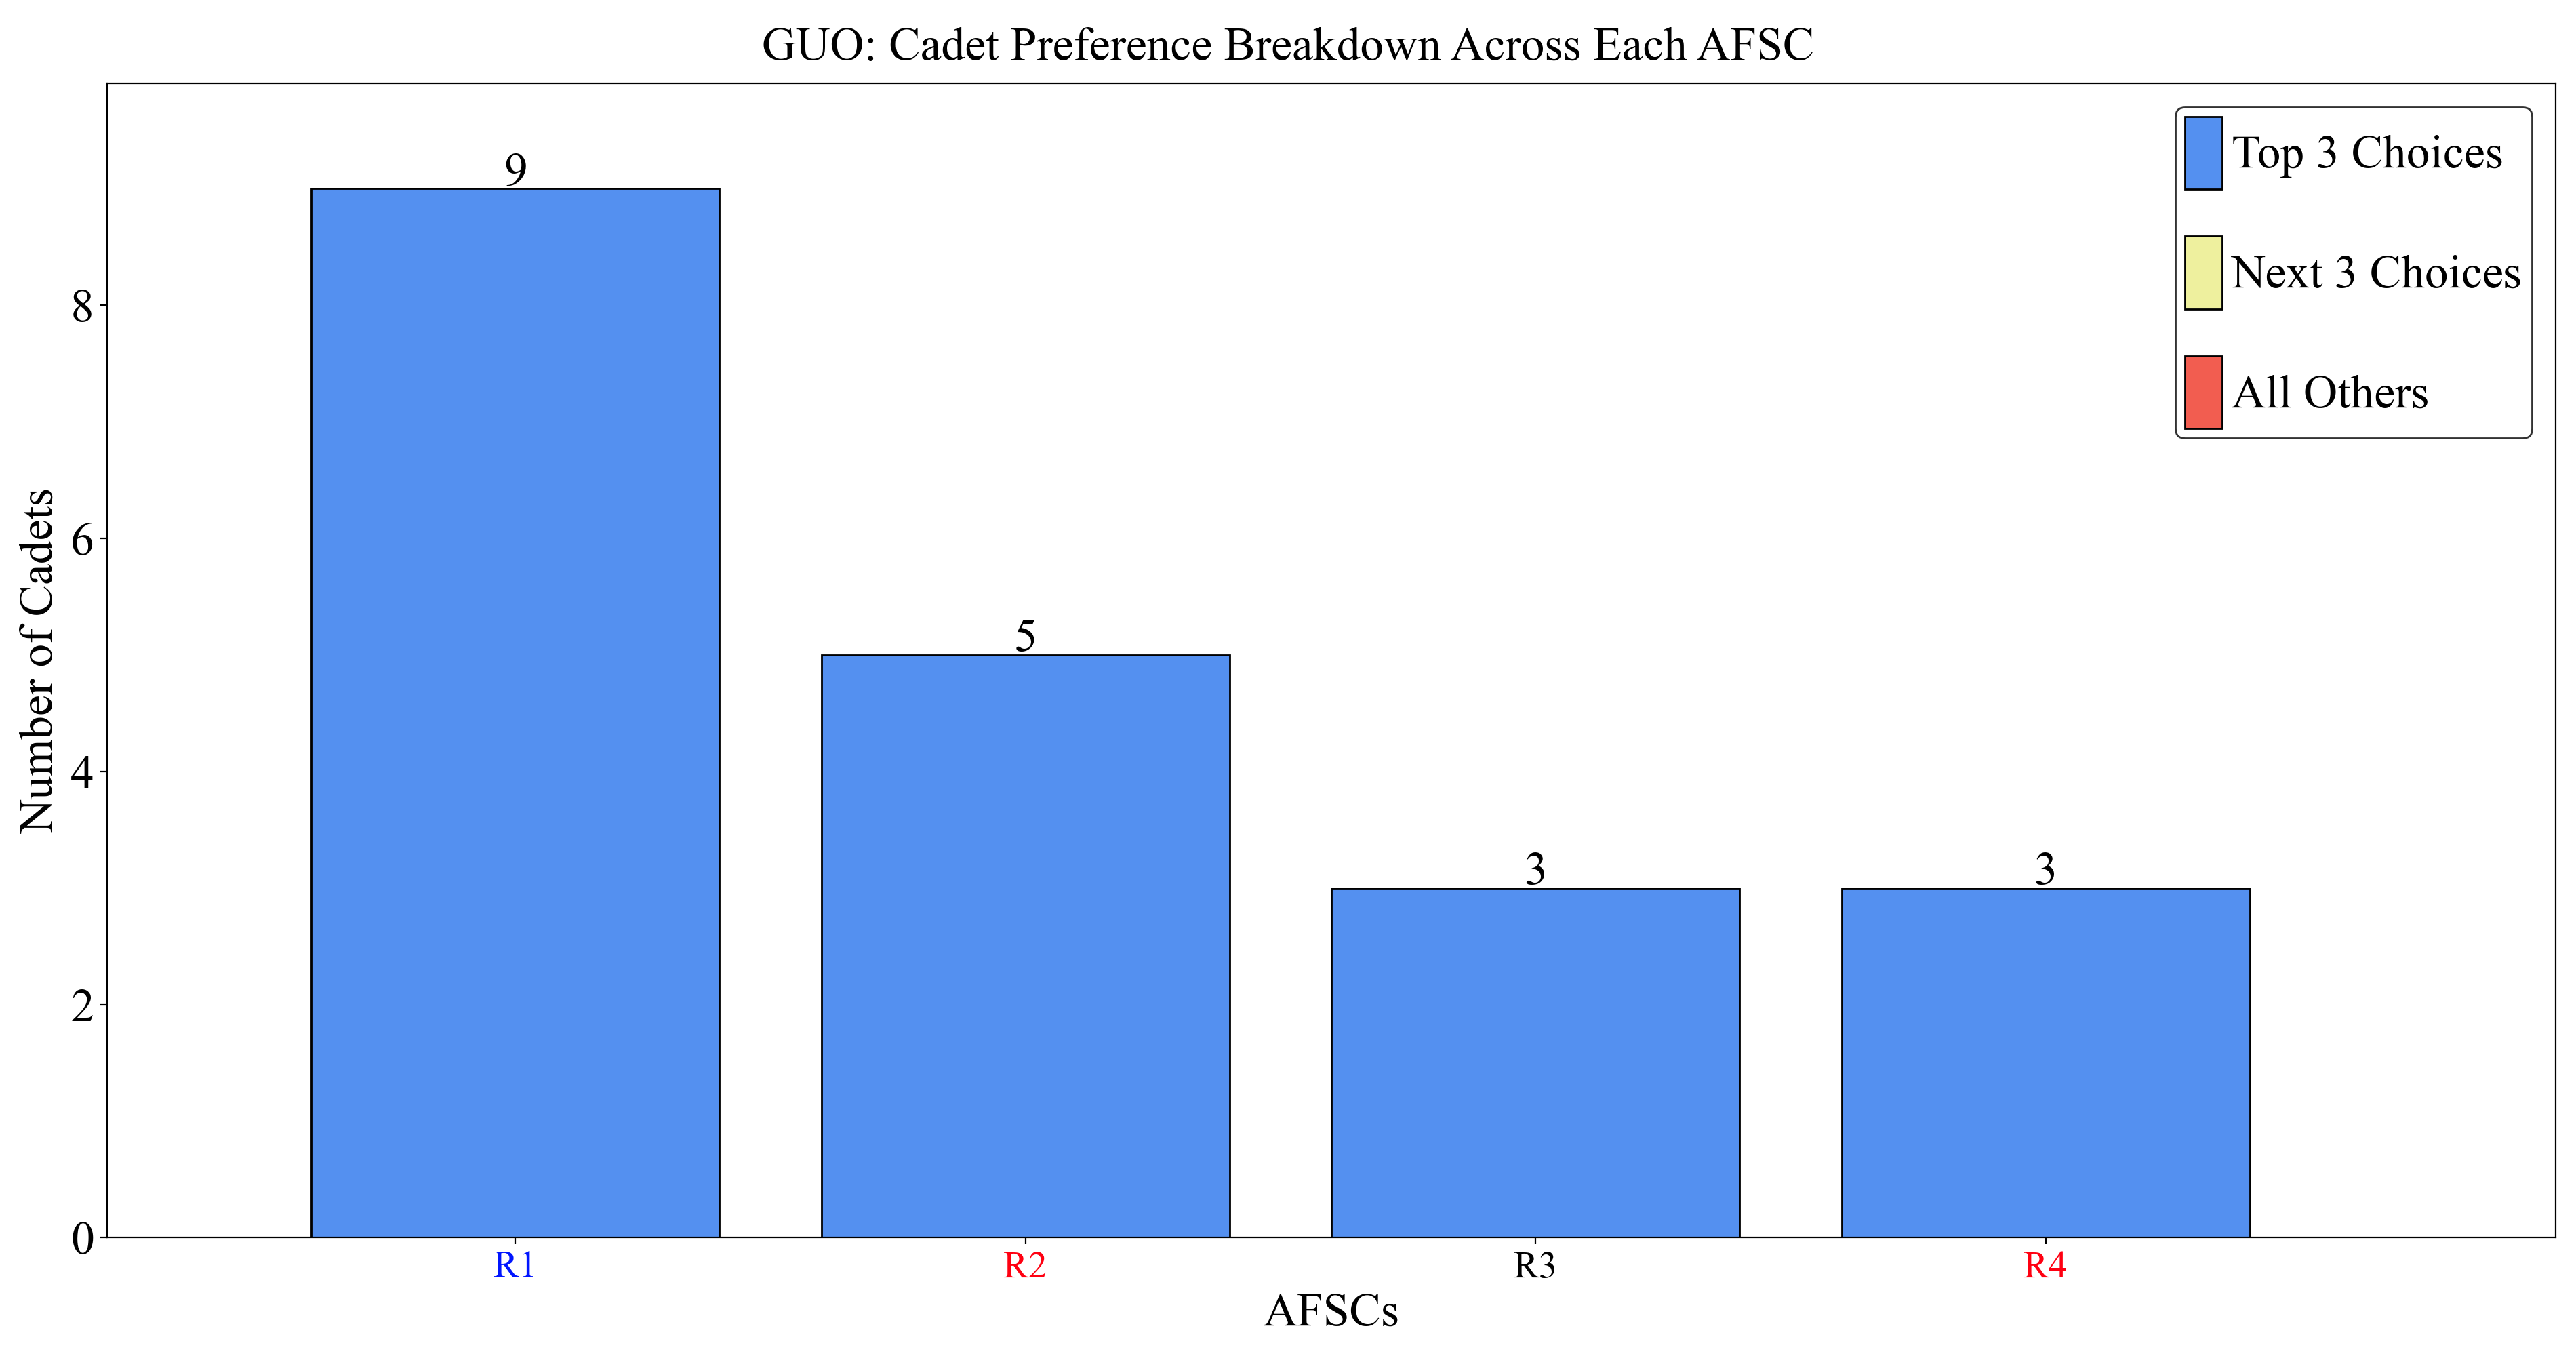 GUO: Cadet Preference Breakdown Across Each AFSC
Top 3 Choices
Next 3 Choices
All Others
Number of Cadets
8
6
4
2
0
9
5
3
3
R1
R2
R3
R4
AFSCs